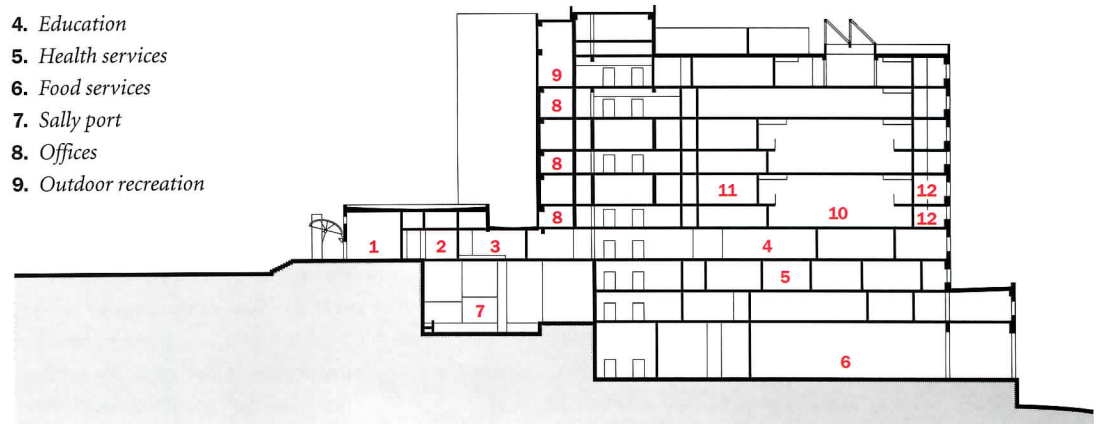 4. Education
5. Health services
6. Food services
7. Sally port
8. Offices
9. Outdoor recreation
9
8
8
11
12
8
10
12
1
2
3
4
5
7
6